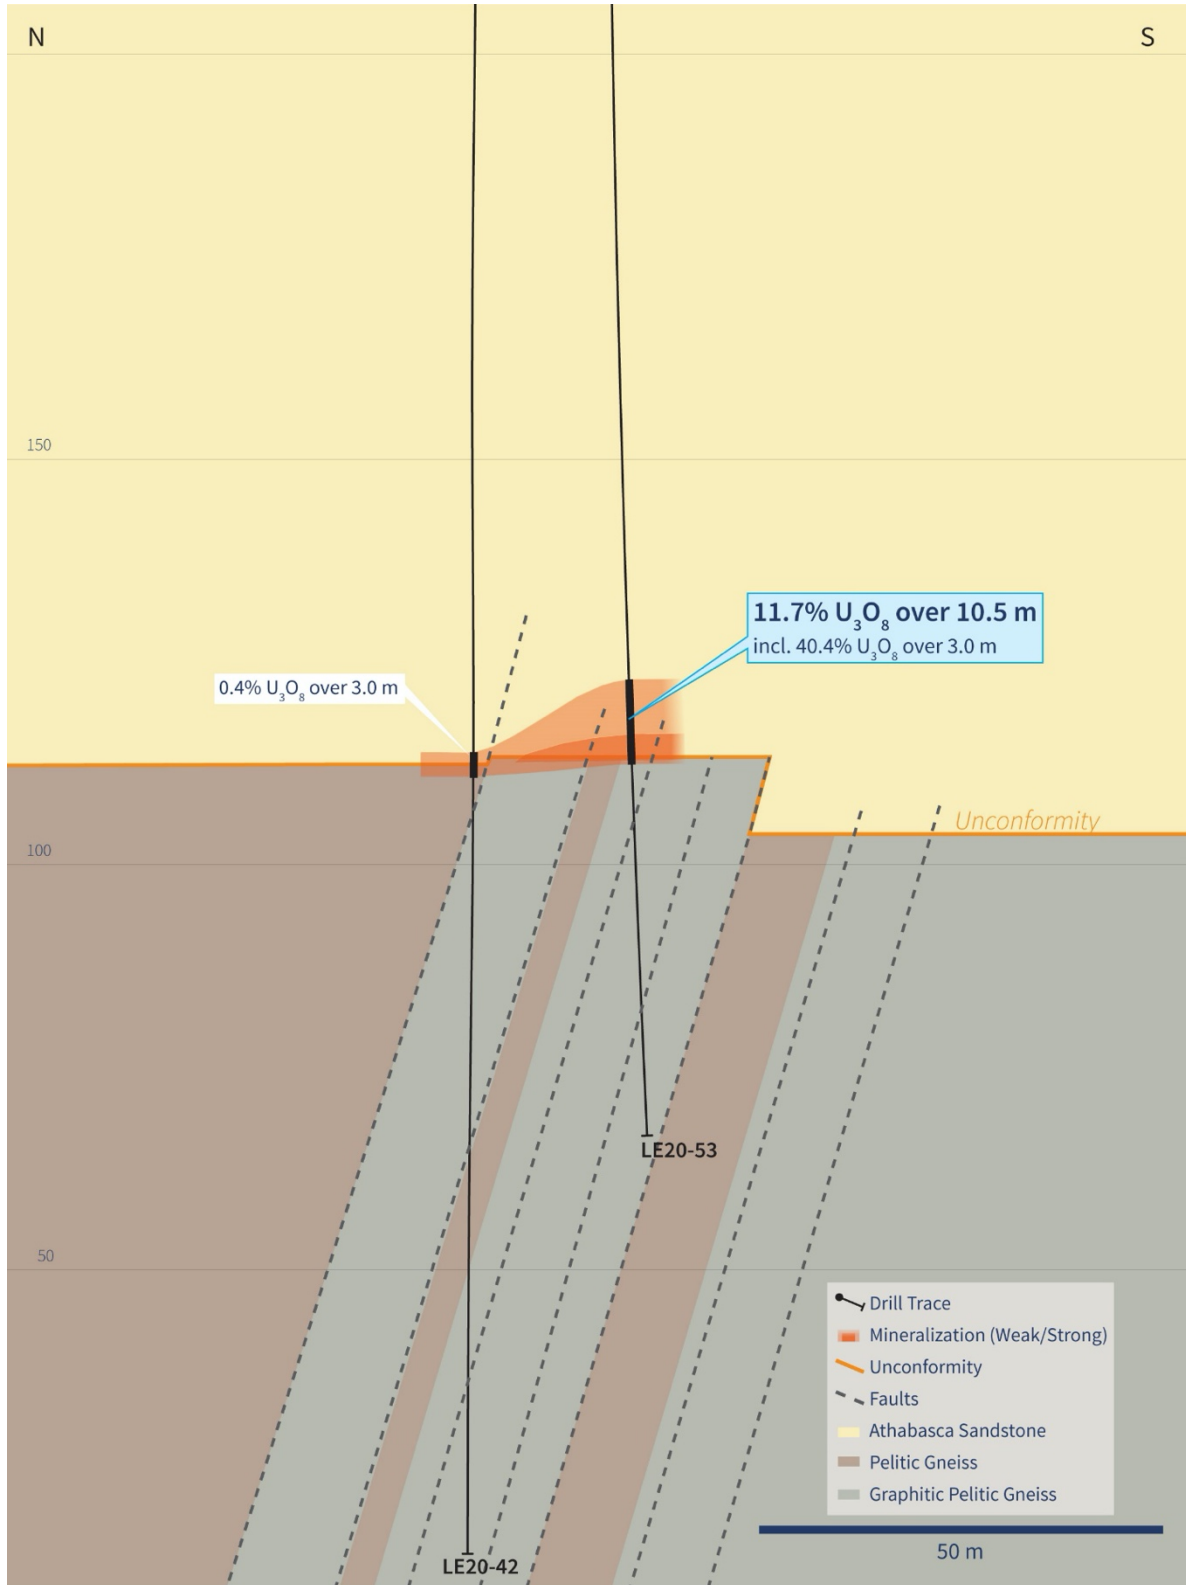 N
S
150
11.7% U3O8 over 10.5 m
incl. 40.4% U3O8 over 3.0 m
0.4% U3O8 over 3.0 m
Unconformity
100
LE20-53
50
Drill Trace
Mineralization (Weak/Strong)
Unconformity
Faults
Athabasca Sandstone
Pelitic Gneiss
Graphitic Pelitic Gneiss
50 m
LE20-42